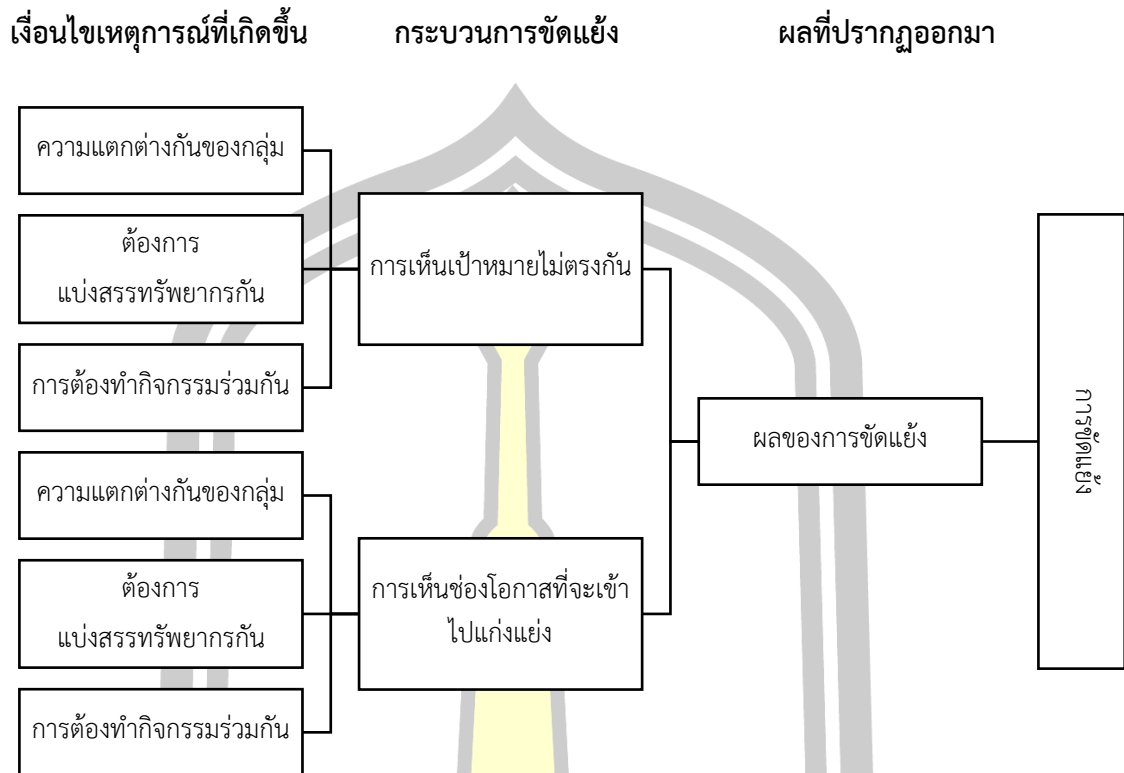 เงื่อนไขเหตุการณ์ที่เกิดขึ้น
กระบวนการขัดแย้ง
ผลที่ปรากฏออกมา
ความแตกต่างกันของกลุ่ม
ต้องการ
แบ่งสรรทรัพยากรกัน
การต้องทำกิจกรรมร่วมกัน
การเห็นเป้าหมายไม่ตรงกัน
ความแตกต่างกันของกลุ่ม
ต้องการ
แบ่งสรรทรัพยากรกัน
การต้องทำกิจกรรมร่วมกัน
การเห็นช่องโอกาสที่จะเข้า
ไปแก่งแย่ง
ผลของการขัดแย้ง
การขัดแย้ง